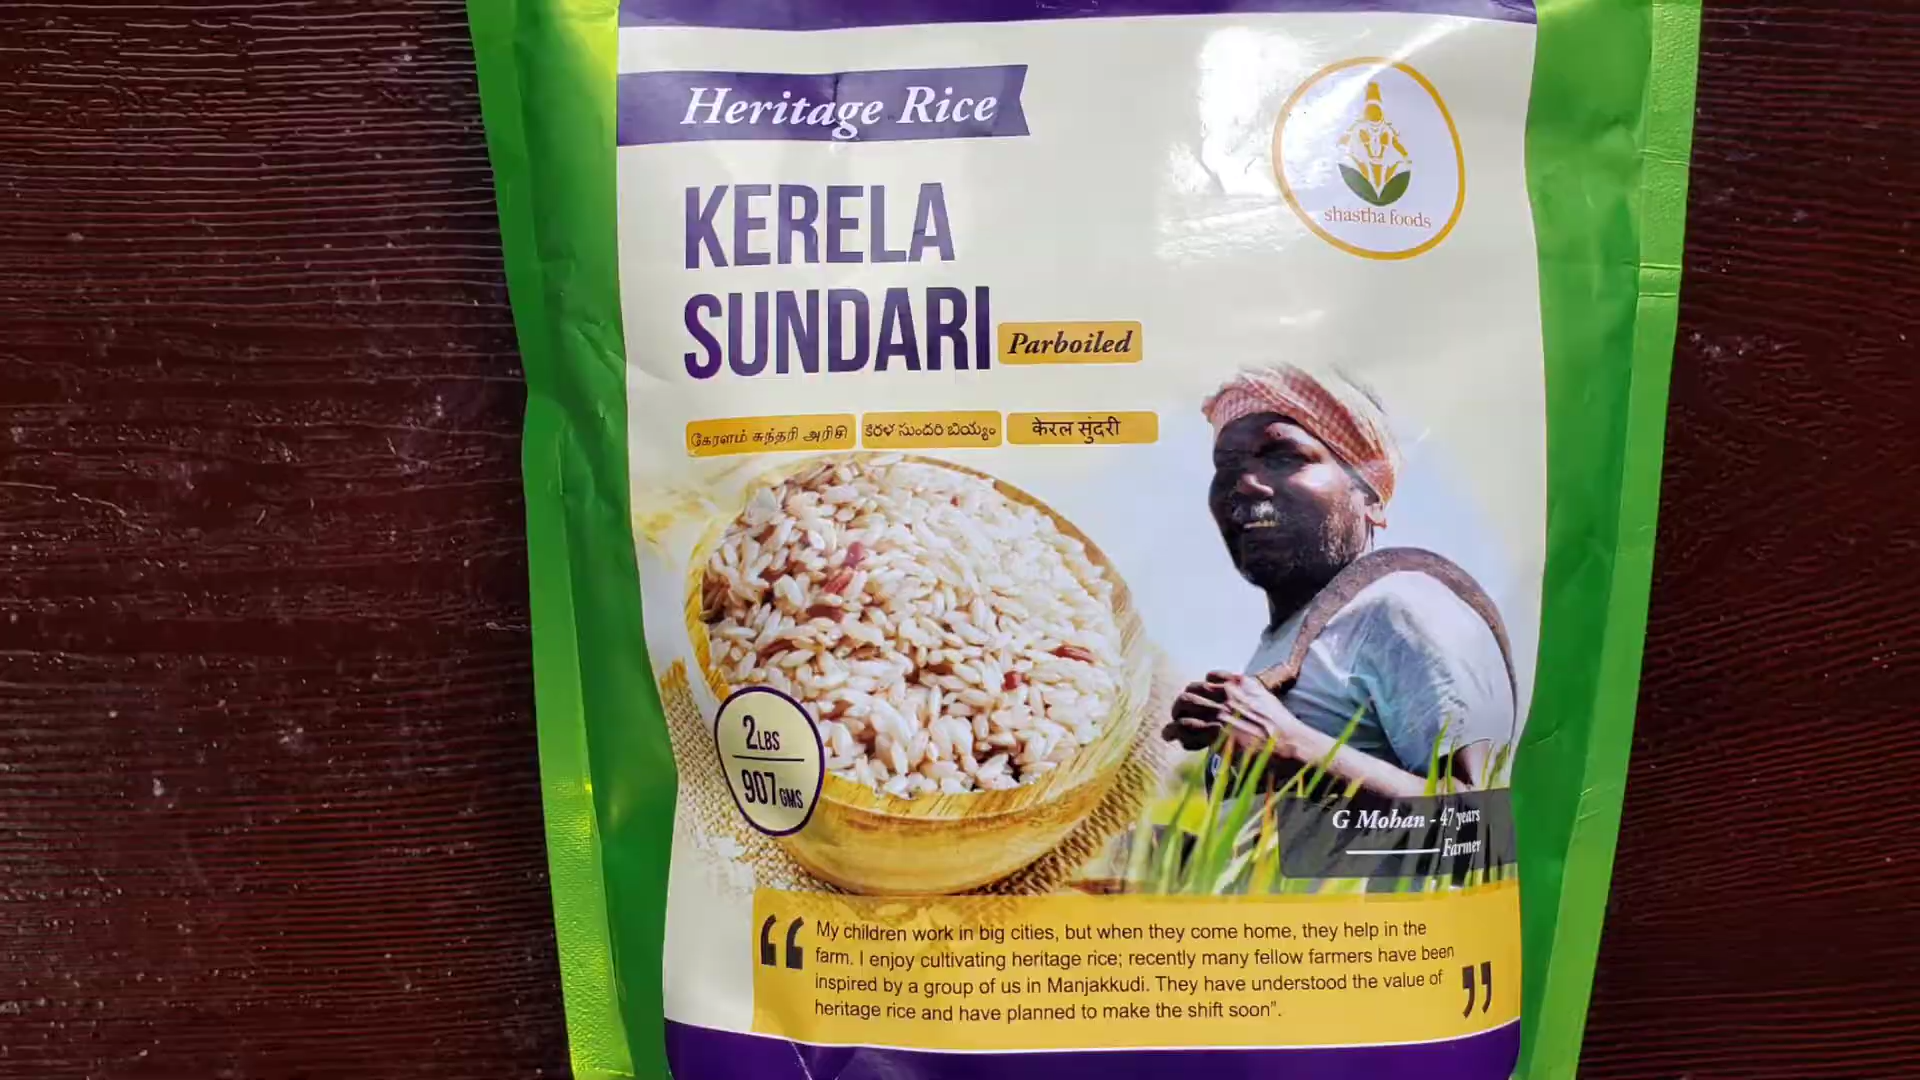 Heritage Rice
shastha foods
KERELA
SUNDARI
Parboiled
கேரளம் சுந்தரி அரிசி
కేరళ సుందరి బియ్యం
केरल सुंदरी
2LBS
907GMS
G Mohan - 47 years
Farmer
“ My children work in big cities, but when they come home, they help in the
farm. I enjoy cultivating heritage rice; recently many fellow farmers have been
inspired by a group of us in Manjakkudi. They have understood the value of
heritage rice and have planned to make the shift soon”. ”